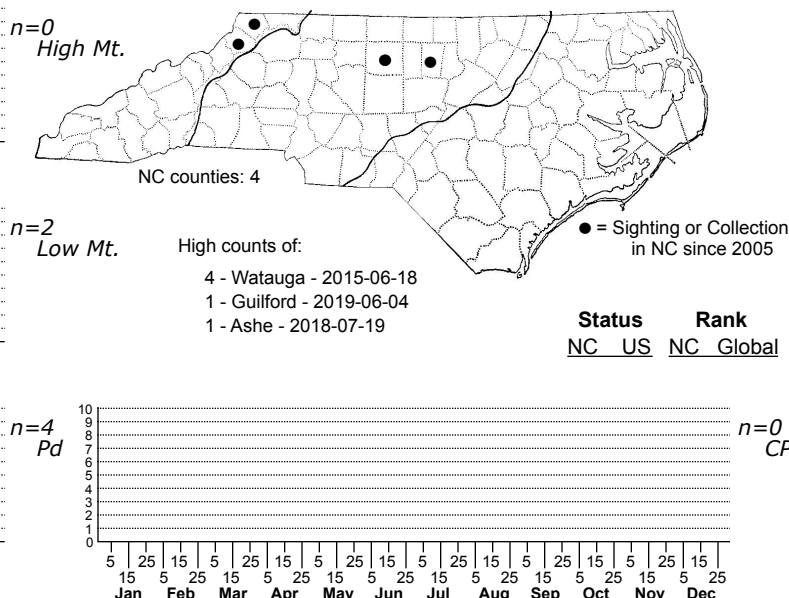 n=0
High Mt.
NC counties: 4
n=2
Low Mt.
High counts of:
4 - Watauga - 2015-06-18
1 - Guilford - 2019-06-04
1 - Ashe - 2018-07-19
● = Sighting or Collection
in NC since 2005
Status Rank
NC US NC Global
n=4
Pd
10
9
8
7
6
5
4
3
2
1
0
n=0
CP
5 25 15 5 25 15 5 25 15 5 25 15 5 25 15 5 25 15
15 5 25 15 5 25 15 5 25 15 5 25 15 5 25 15 5 25
Jan Feb Mar Apr May Jun Jul Aug Sep Oct Nov Dec